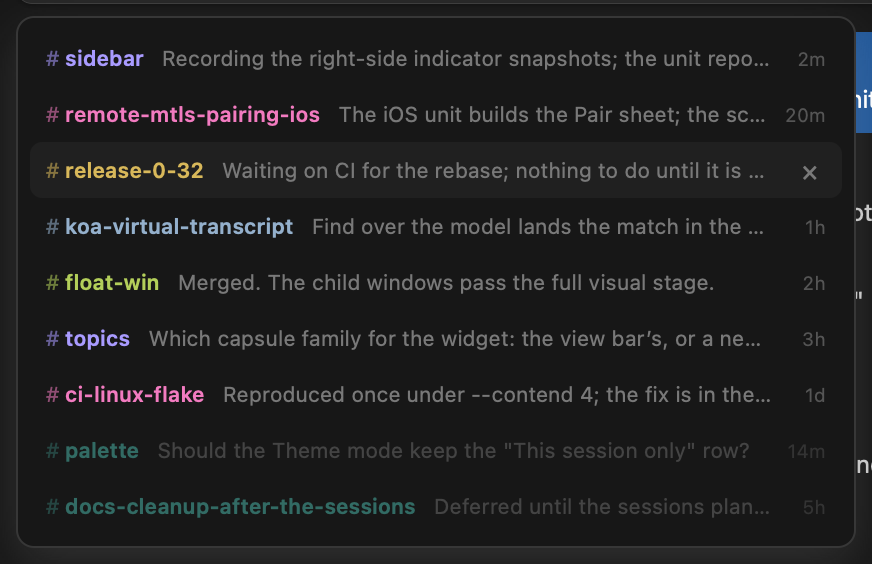 # sidebar Recording the right-side indicator snapshots; the unit repo… 2m
# remote-mtls-pairing-ios The iOS unit builds the Pair sheet; the sc… 20m
# release-0-32 Waiting on CI for the rebase; nothing to do until it is … ×
# koa-virtual-transcript Find over the model lands the match in the … 1h
# float-win Merged. The child windows pass the full visual stage. 2h
# topics Which capsule family for the widget: the view bar’s, or a ne… 3h
# ci-linux-flake Reproduced once under --contend 4; the fix is in the… 1d
# palette Should the Theme mode keep the "This session only" row? 14m
# docs-cleanup-after-the-sessions Deferred until the sessions plan… 5h